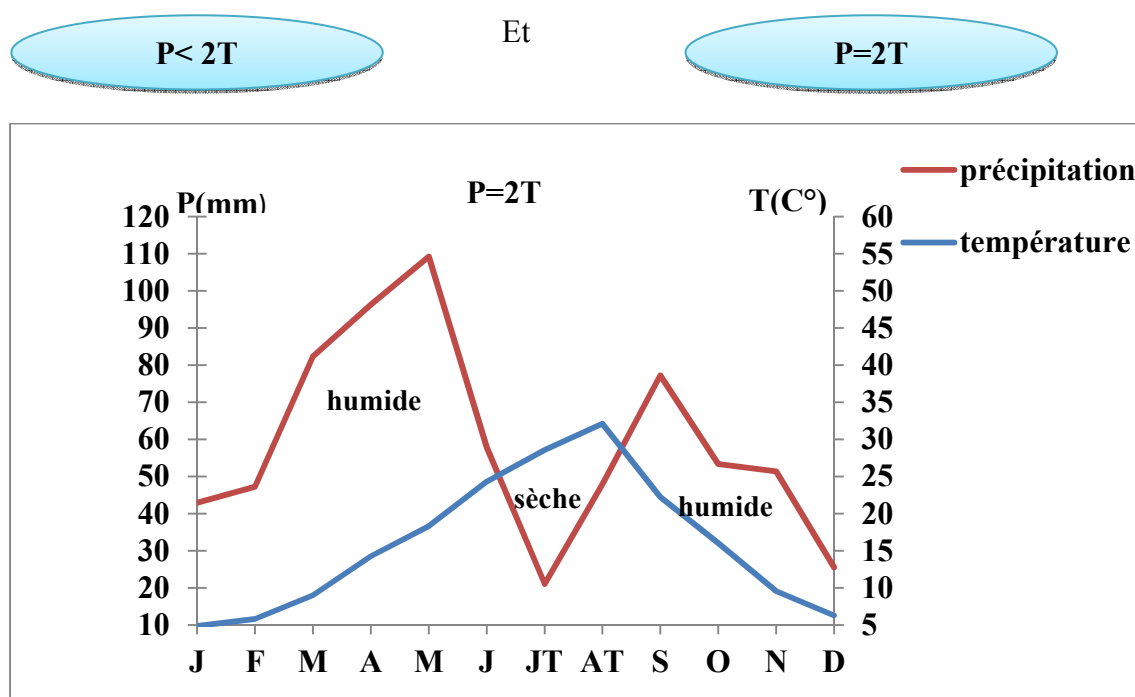 P< 2T
Et
P=2T
P(mm)
P=2T
T(C°)
précipitation
température
120
110
100
90
80
70
60
50
40
30
20
10
60
55
50
45
40
35
30
25
20
15
10
5
humide
sèche
humide
J F M A M J JT AT S O N D